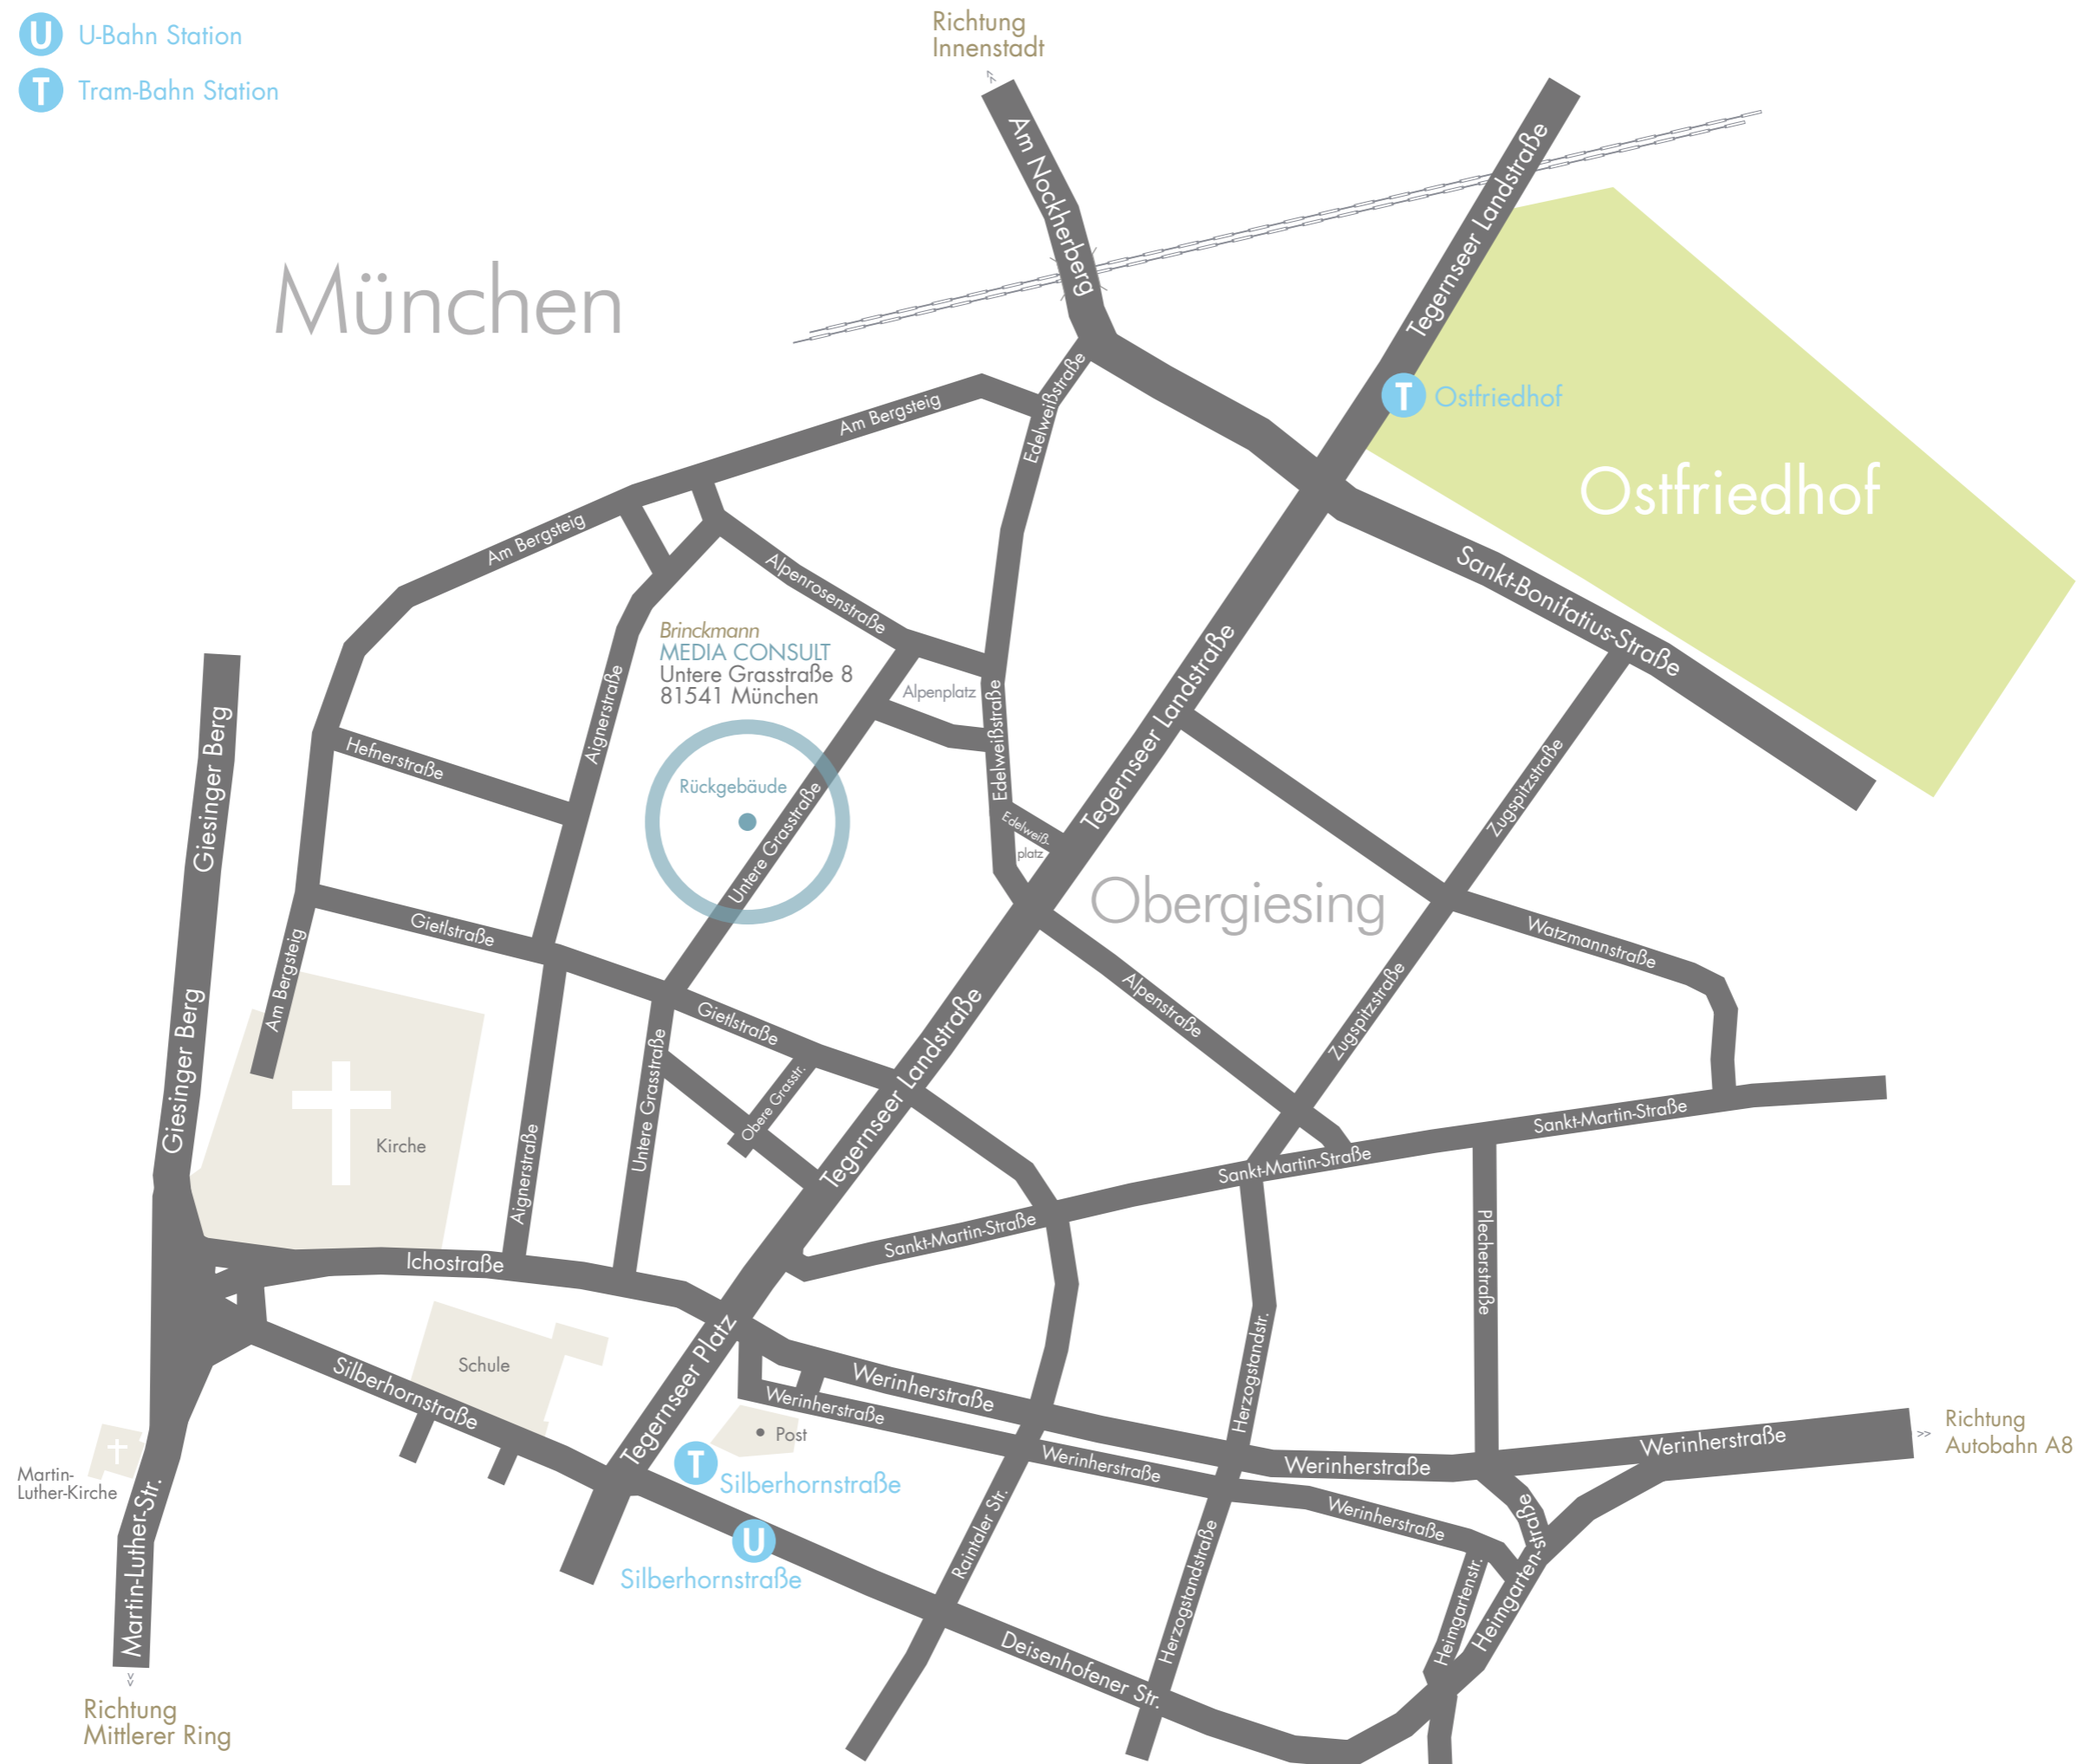 U U-Bahn Station
T Tram-Bahn Station
Richtung
Innenstadt
Am Nockherberg
Tegernseer Landstraße
München
Edelweißstraße
Am Bergsteig
T Ostfriedhof
Ostfriedhof
Am Bergsteig
Alpenrosenstraße
Sankt-Bonifatius-Straße
Brinckmann
MEDIA CONSULT
Untere Grasstraße 8
81541 München
Alpenplatz
Aignerstraße
Edelweißstraße
Tegernseer Landstraße
Giesinger Berg
Hefnerstraße
Rückgebäude
Untere Grasstraße
Edelweiß-
platz
Zugspitzstraße
Obergiesing
Gietlstraße
Watzmannstraße
Am Bergsteig
Giesinger Berg
Gietlstraße
Alpenstraße
Zugspitzstraße
Tegernseer Landstraße
Untere Grasstraße
Obere Grasstr.
Kirche
Aignerstraße
Sankt-Martin-Straße
Sankt-Martin-Straße
Sankt-Martin-Straße
Ichostraße
Plecherstraße
Tegernseer Platz
Schule
Silberhornstraße
Werinherstraße
Werinherstraße
Herzogstandstr.
Post
Richtung
Autobahn A8
Werinherstraße
Werinherstraße
Werinherstraße
Werinherstraße
Martin-
Luther-Kirche
T
Silberhornstraße
U
Silberhornstraße
Martin-Luther-Str.
Raintaler Str.
Herzogstandstraße
Heimgartenstr.
Heimgarten-straße
Deisenhofener Str.
Richtung
Mittlerer Ring